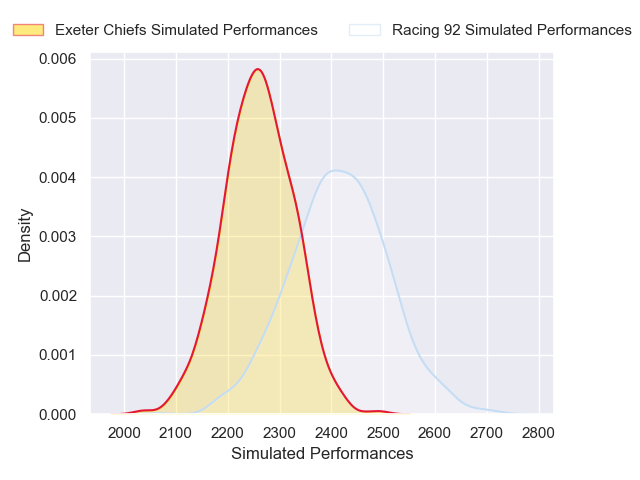 Exeter Chiefs Simulated Performances Racing 92 Simulated Performances
0.006
0.005
0.004
0.003
0.002
0.001
0.000
Density
2000 2100 2200 2300 2400 2500 2600 2700 2800
Simulated Performances